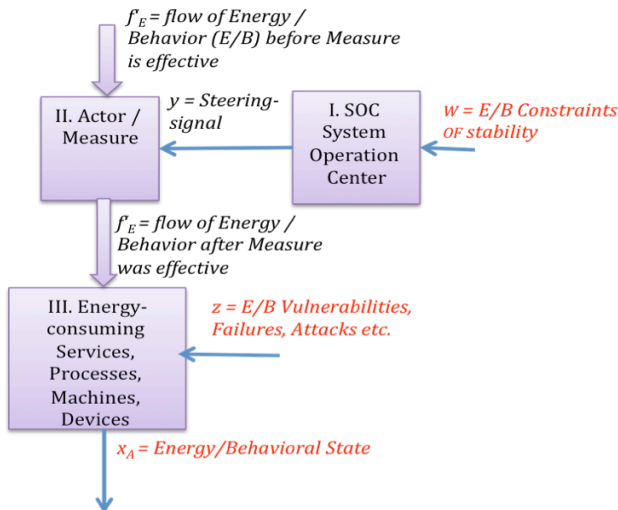 f'E = flow of Energy /
Behavior (E/B) before Measure
is effective
II. Actor /
Measure
y = Steering-
signal
I. SOC
System
Operation
Center
W = E/B Constraints
OF stability
f'E = flow of Energy /
Behavior after Measure
was effective
III. Energy-
consuming
Services,
Processes,
Machines,
Devices
z = E/B Vulnerabilities,
Failures, Attacks etc.
xA = Energy/Behavioral State